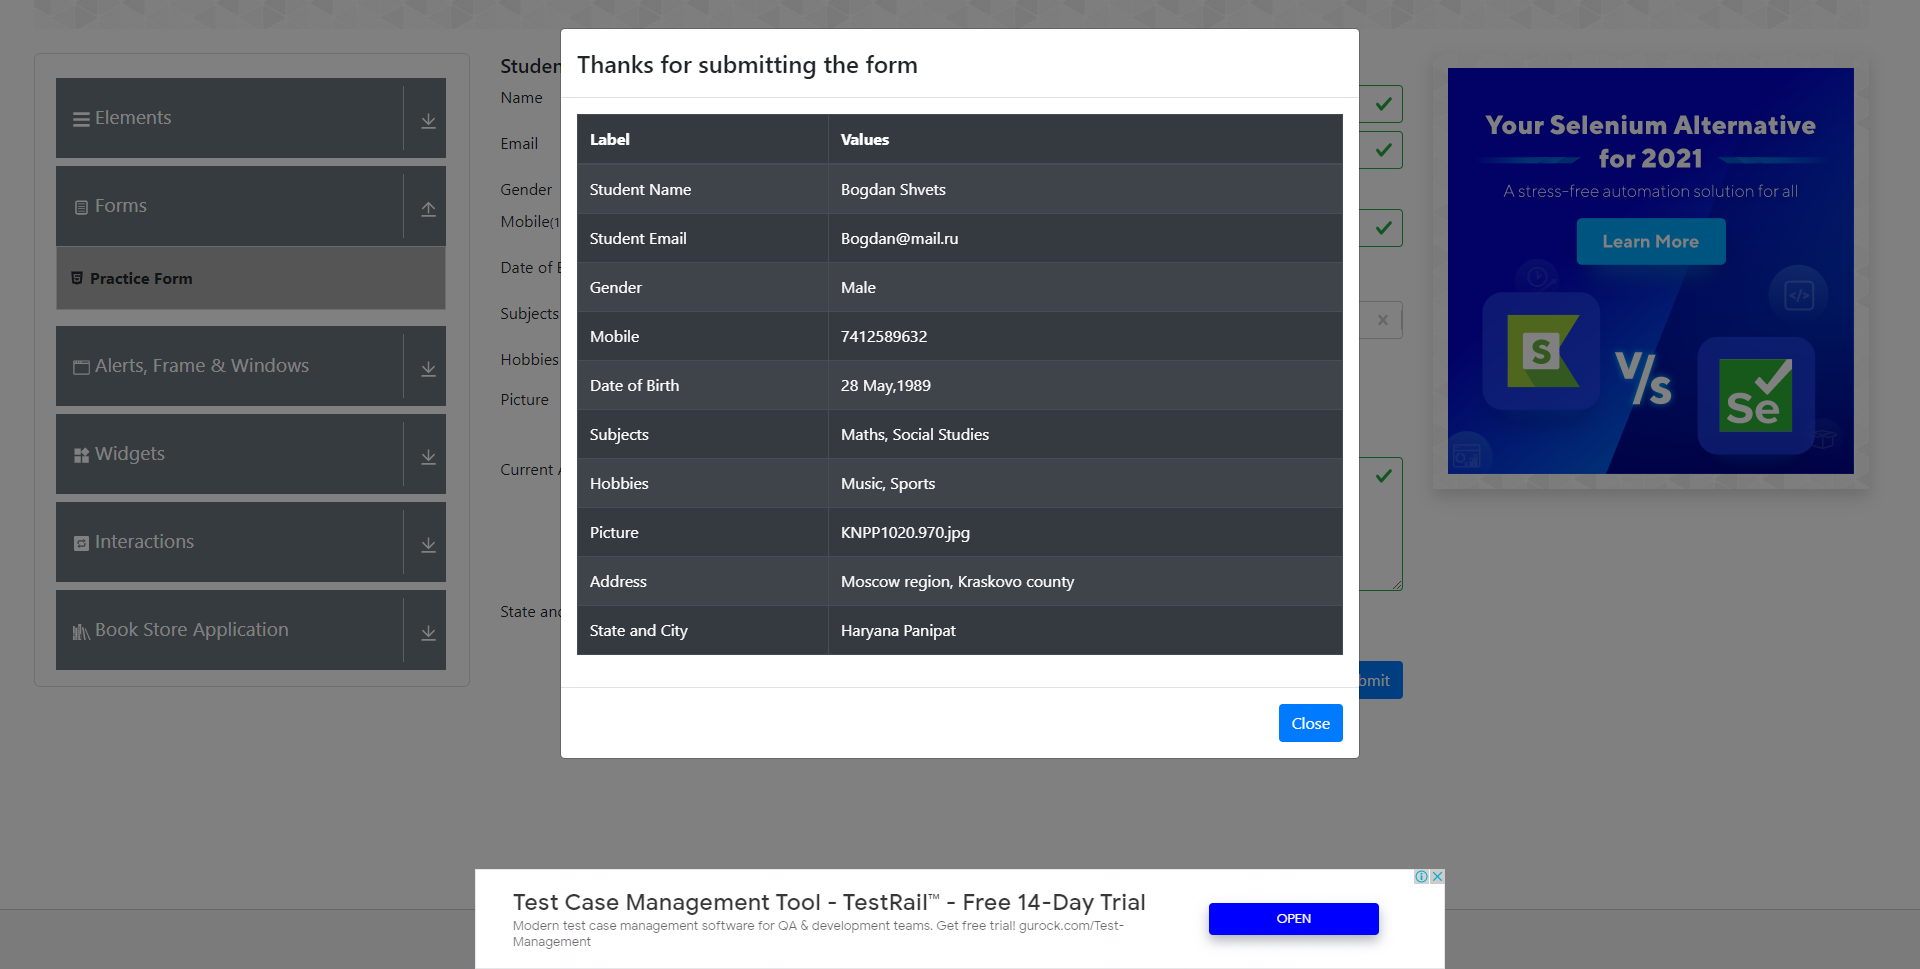 Elements
Forms
Practice Form
Alerts, Frame & Windows
Widgets
Interactions
Book Store Application
Studen
Name
Email
Gender
Mobile(1
Date of B
Subjects
Hobbies
Picture
Current A
State and
bmit
Thanks for submitting the form
Label Values
Student Name Bogdan Shvets
Student Email Bogdan@mail.ru
Gender Male
Mobile 7412589632
Date of Birth 28 May,1989
Subjects Maths, Social Studies
Hobbies Music, Sports
Picture KNPP1020.970.jpg
Address Moscow region, Kraskovo county
State and City Haryana Panipat
Close
Your Selenium Alternative
for 2021
A stress-free automation solution for all
Learn More
S
V/s
Se
Test Case Management Tool - TestRail™ - Free 14-Day Trial
Modern test case management software for QA & development teams. Get free trial! gurock.com/Test-
Management
OPEN